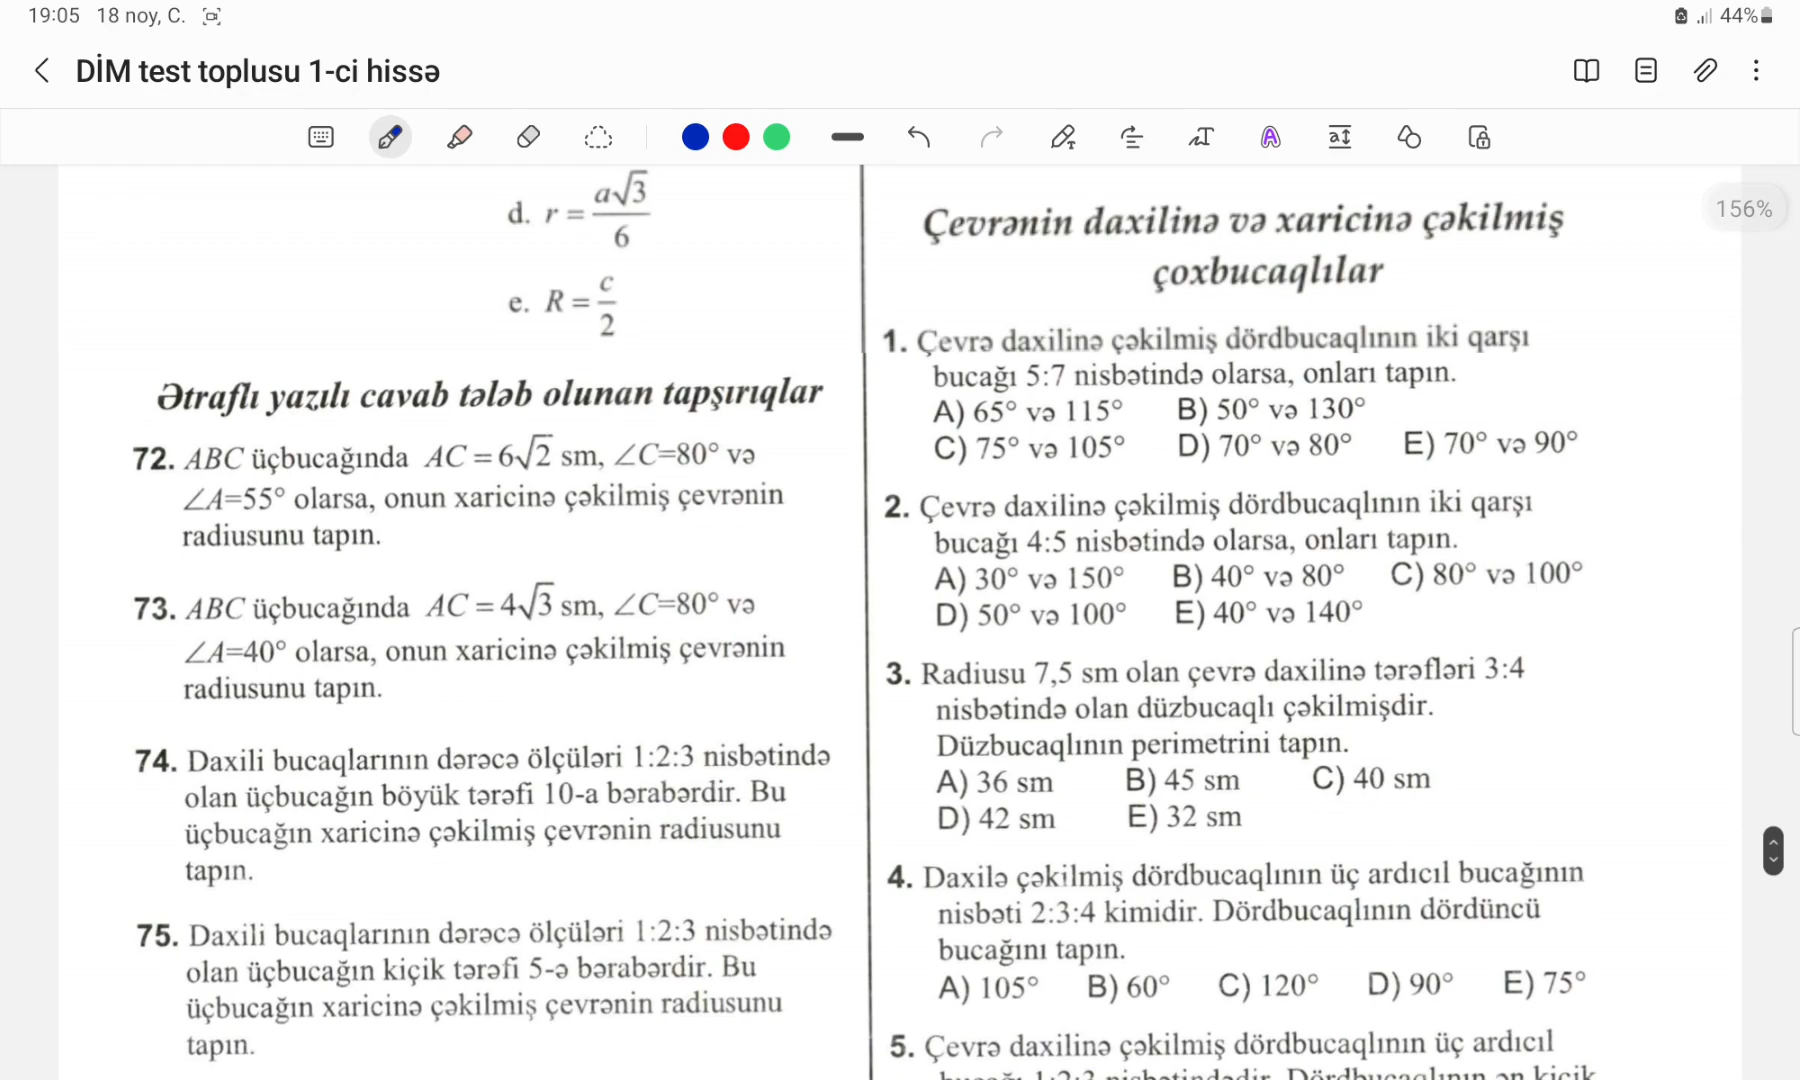 19:05 18 noy, C.
44%
DİM test toplusu 1-ci hissə
156%
d. r = a√3/6
e. R = c/2
Ətraflı yazılı cavab tələb olunan tapşırıqlar
72. ABC üçbucağında AC = 6√2 sm, ∠C=80° və
∠A=55° olarsa, onun xaricinə çəkilmiş çevrənin
radiusunu tapın.
73. ABC üçbucağında AC = 4√3 sm, ∠C=80° və
∠A=40° olarsa, onun xaricinə çəkilmiş çevrənin
radiusunu tapın.
74. Daxili bucaqlarının dərəcə ölçüləri 1:2:3 nisbətində
olan üçbucağın böyük tərəfi 10-a bərabərdir. Bu
üçbucağın xaricinə çəkilmiş çevrənin radiusunu
tapın.
75. Daxili bucaqlarının dərəcə ölçüləri 1:2:3 nisbətində
olan üçbucağın kiçik tərəfi 5-ə bərabərdir. Bu
üçbucağın xaricinə çəkilmiş çevrənin radiusunu
tapın.
Çevrənin daxilinə və xaricinə çəkilmiş
çoxbucaqlılar
1. Çevrə daxilinə çəkilmiş dördbucaqlının iki qarşı
bucağı 5:7 nisbətində olarsa, onları tapın.
A) 65° və 115° B) 50° və 130°
C) 75° və 105° D) 70° və 80° E) 70° və 90°
2. Çevrə daxilinə çəkilmiş dördbucaqlının iki qarşı
bucağı 4:5 nisbətində olarsa, onları tapın.
A) 30° və 150° B) 40° və 80° C) 80° və 100°
D) 50° və 100° E) 40° və 140°
3. Radiusu 7,5 sm olan çevrə daxilinə tərəfləri 3:4
nisbətində olan düzbucaqlı çəkilmişdir.
Düzbucaqlının perimetrini tapın.
A) 36 sm B) 45 sm C) 40 sm
D) 42 sm E) 32 sm
4. Daxilə çəkilmiş dördbucaqlının üç ardıcıl bucağının
nisbəti 2:3:4 kimidir. Dördbucaqlının dördüncü
bucağını tapın.
A) 105° B) 60° C) 120° D) 90° E) 75°
5. Çevrə daxilinə çəkilmiş dördbucaqlının üç ardıcıl
bucağı 1:2:3 nisbətindədir. Dördbucaqlının ən kiçik